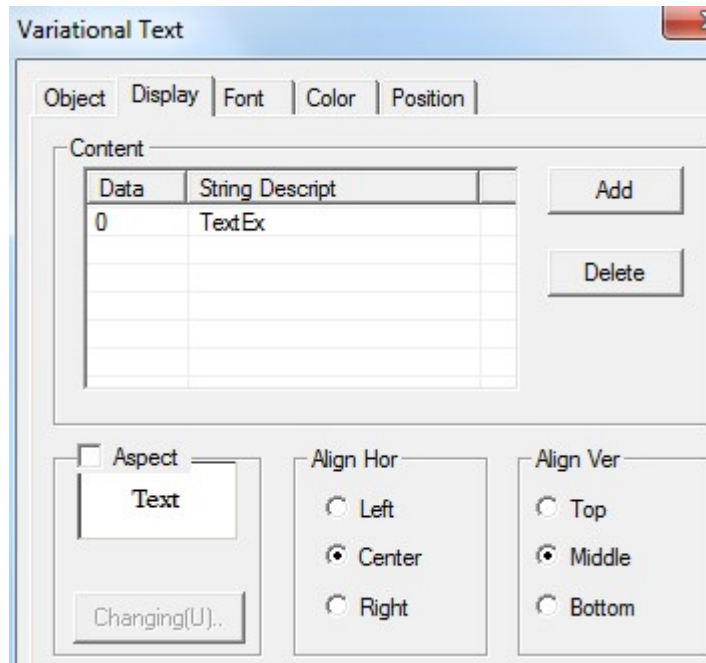 Variational Text
Object Display Font Color Position
Content
Data String Descript
0 TextEx
Add
Delete
Aspect
Text
Changing(U)..
Align Hor
Left
Center
Right
Align Ver
Top
Middle
Bottom